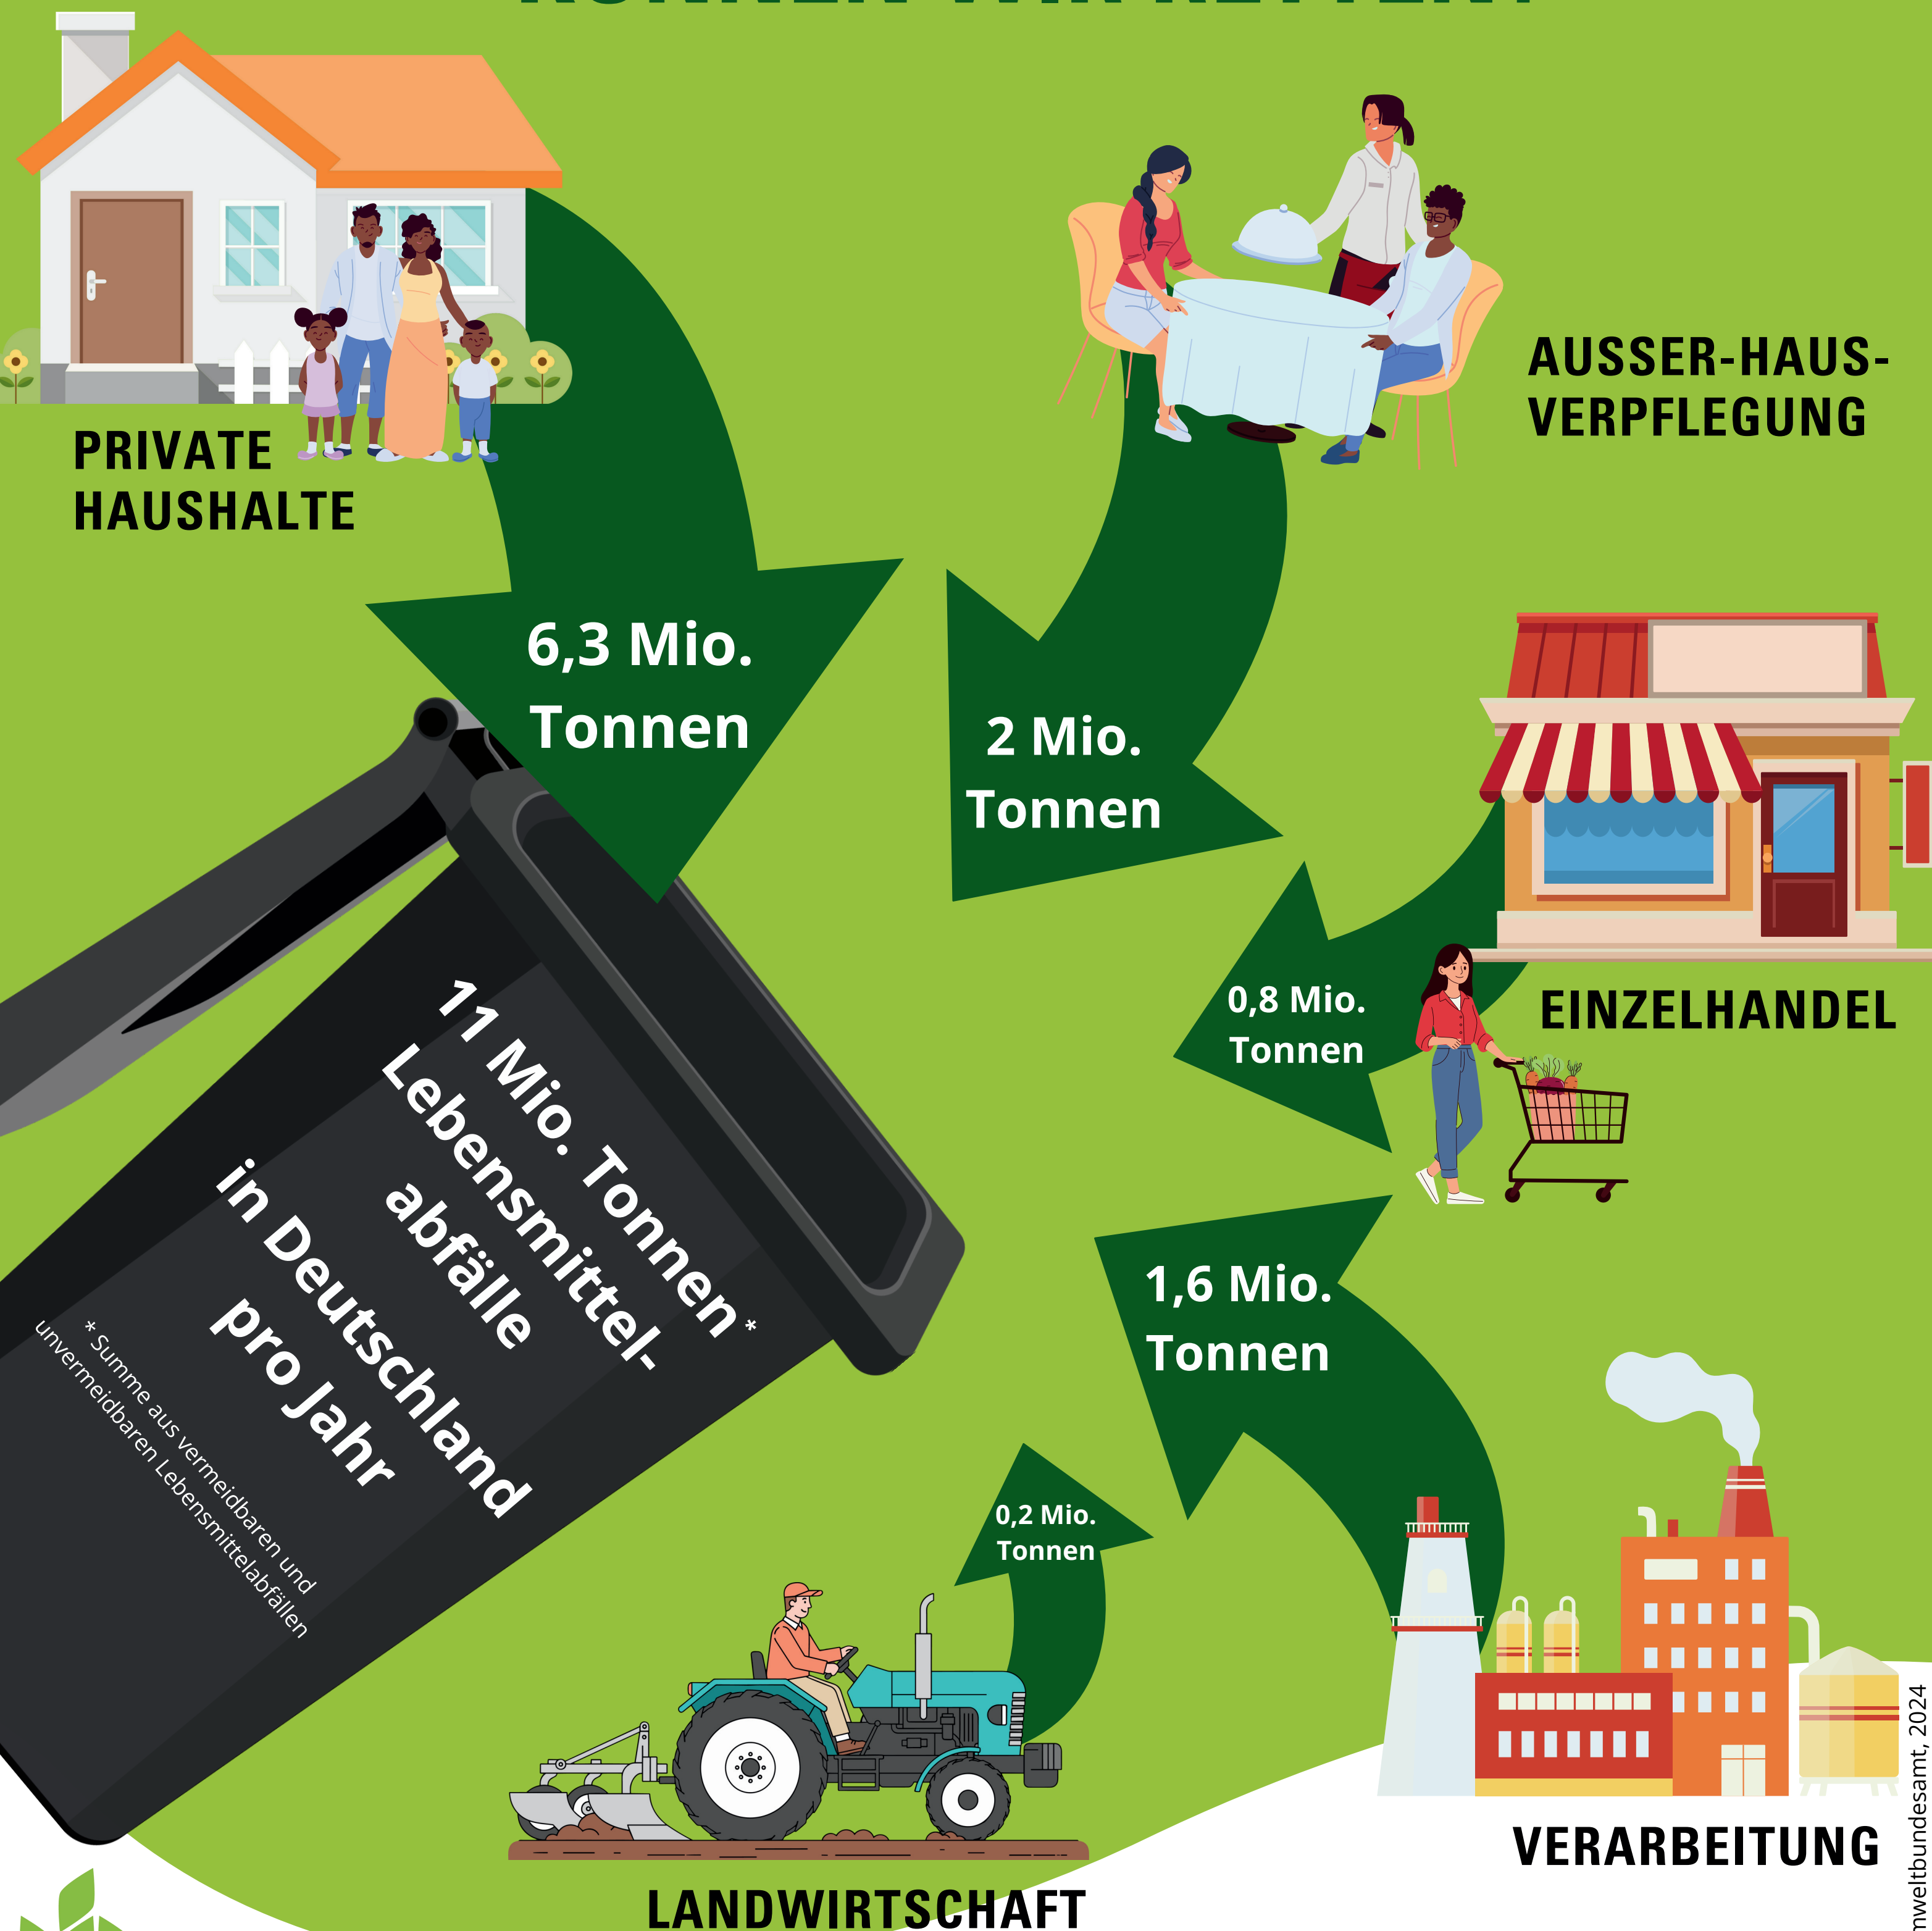 PRIVATE
HAUSHALTE
AUSSER-HAUS-
VERPFLEGUNG
6,3 Mio.
Tonnen
2 Mio.
Tonnen
0,8 Mio.
Tonnen
EINZELHANDEL
11 Mio. Tonnen*
Lebensmittel-
abfälle
in Deutschland
pro Jahr
* Summe aus vermeidbaren und
unvermeidbaren Lebensmittelabfällen
1,6 Mio.
Tonnen
0,2 Mio.
Tonnen
VERARBEITUNG
LANDWIRTSCHAFT
2024